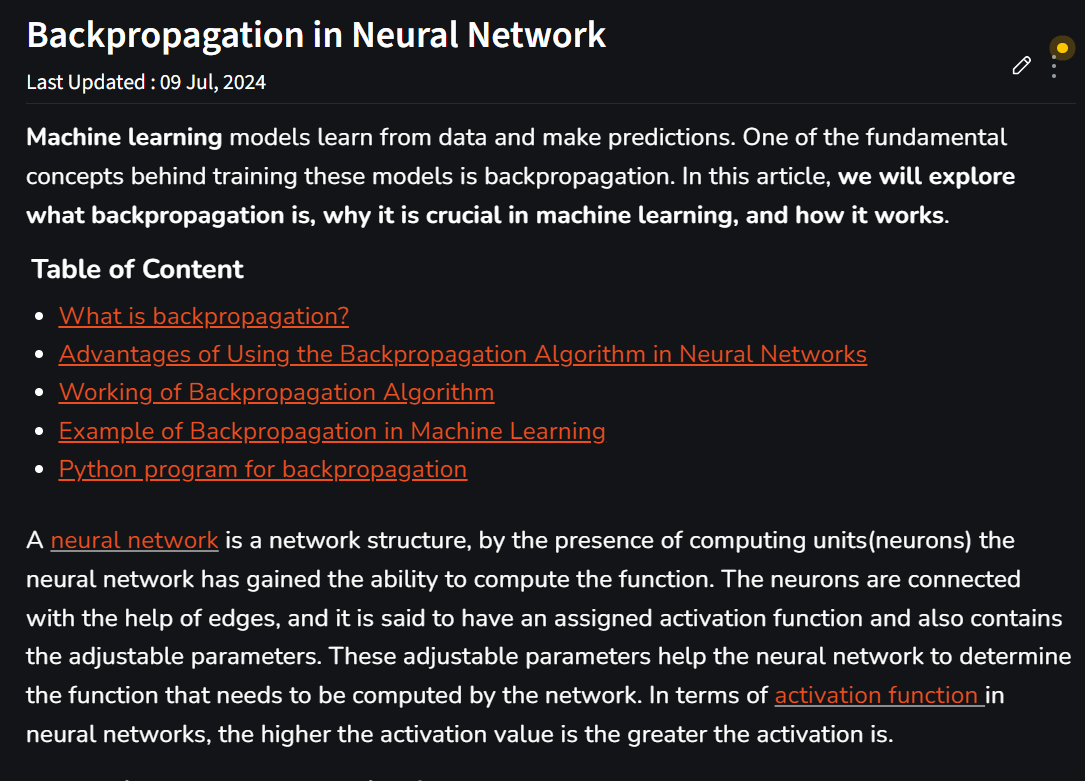 Backpropagation in Neural Network
Last Updated : 09 Jul, 2024
Machine learning models learn from data and make predictions. One of the fundamental
concepts behind training these models is backpropagation. In this article, we will explore
what backpropagation is, why it is crucial in machine learning, and how it works.
Table of Content
What is backpropagation?
Advantages of Using the Backpropagation Algorithm in Neural Networks
Working of Backpropagation Algorithm
Example of Backpropagation in Machine Learning
Python program for backpropagation
A neural network is a network structure, by the presence of computing units(neurons) the
neural network has gained the ability to compute the function. The neurons are connected
with the help of edges, and it is said to have an assigned activation function and also contains
the adjustable parameters. These adjustable parameters help the neural network to determine
the function that needs to be computed by the network. In terms of activation function in
neural networks, the higher the activation value is the greater the activation is.